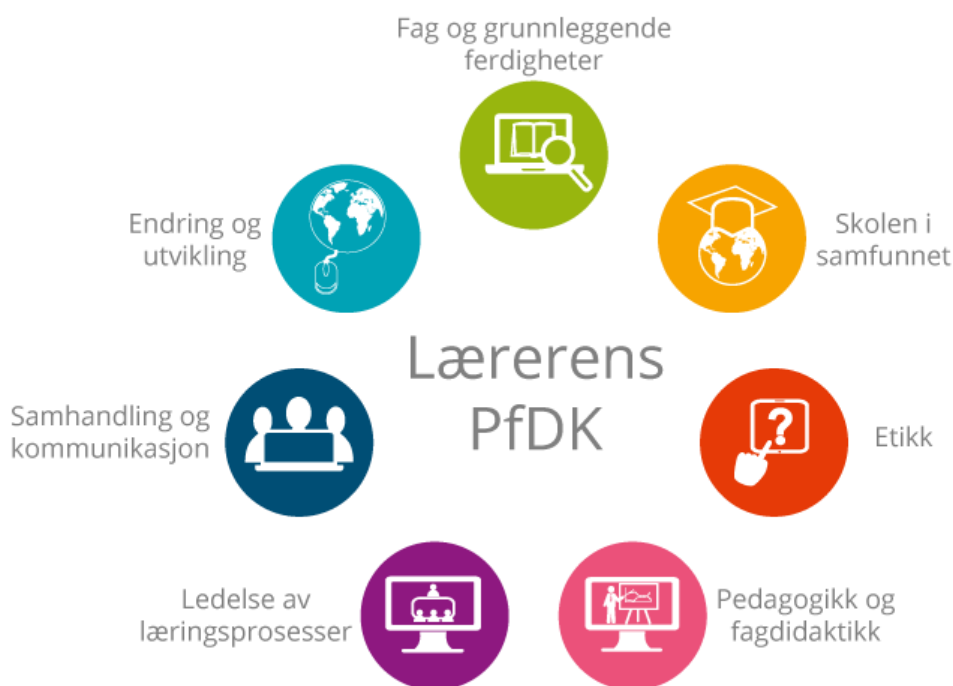 Fag og grunnleggende
ferdigheter
Endring og
utvikling
Skolen i
samfunnet
Lærerens
PfDK
Samhandling og
kommunikasjon
?
Etikk
Ledelse av
læringsprosesser
Pedagogikk og
fagdidaktikk